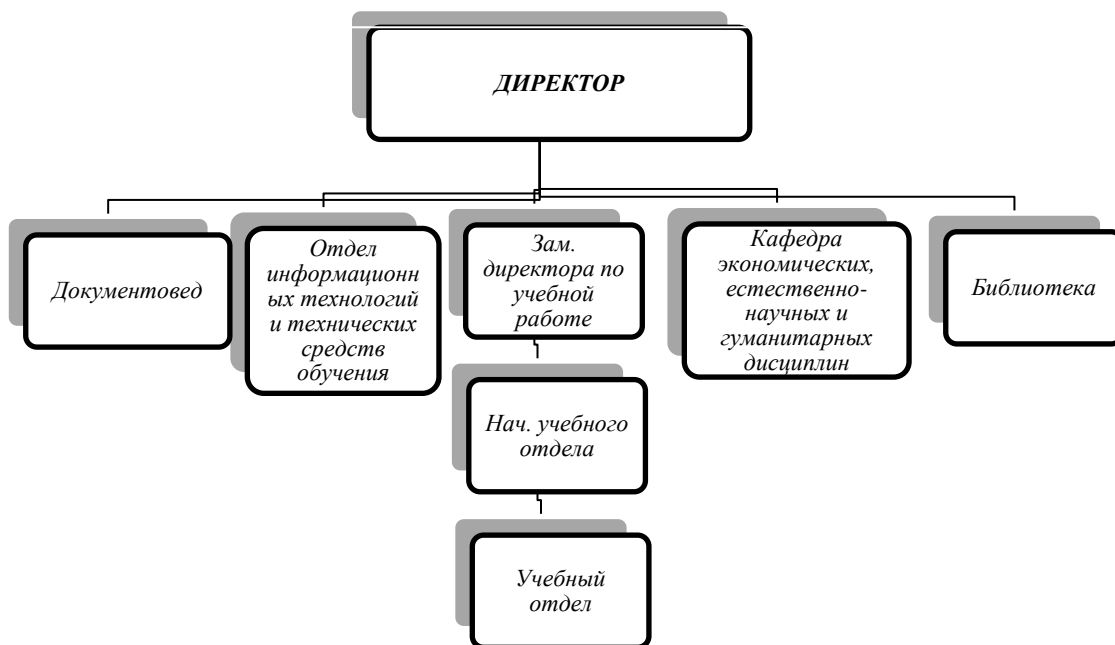 ДИРЕКТОР
Документовед
Отдел
информационн
ых технологий
и технических
средств
обучения
Зам.
директора по
учебной
работе
Кафедра
экономических,
естественно-
научных и
гуманитарных
дисциплин
Библиотека
Нач. учебного
отдела
Учебный
отдел